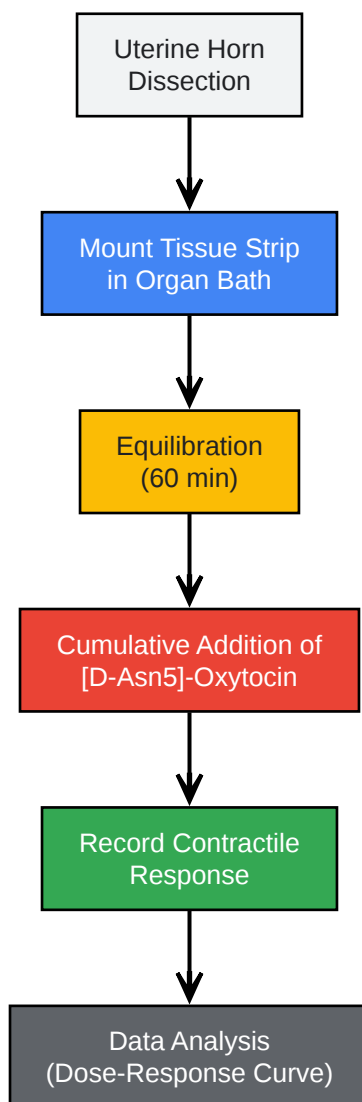 Uterine Horn
Dissection
Mount Tissue Strip
in Organ Bath
Equilibration
(60 min)
Cumulative Addition of
[D-Asn5]-Oxytocin
Record Contractile
Response
Data Analysis
(Dose-Response Curve)